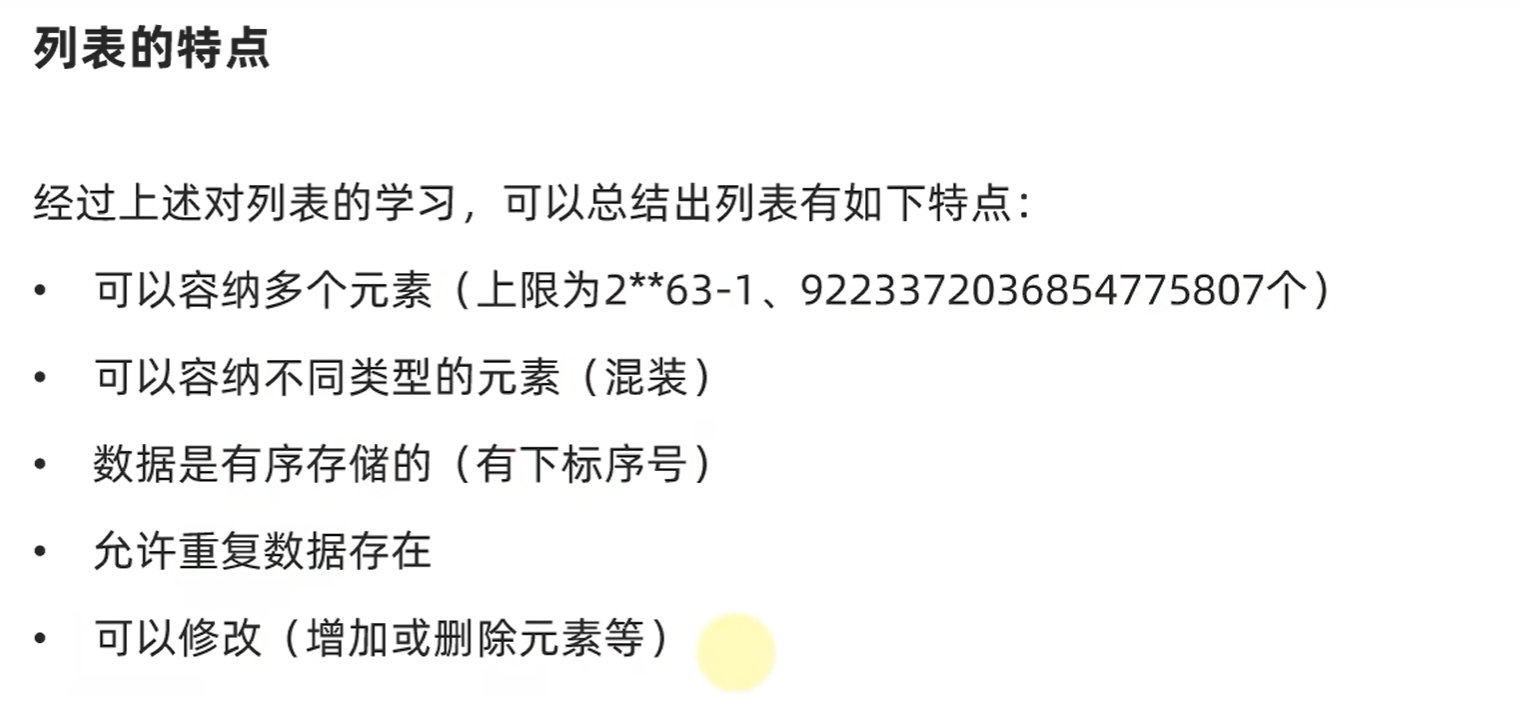 列表的特点
经过上述对列表的学习，可以总结出列表有如下特点：
• 可以容纳多个元素（上限为2**63-1、9223372036854775807个）
• 可以容纳不同类型的元素（混装）
• 数据是有序存储的（有下标序号）
• 允许重复数据存在
• 可以修改（增加或删除元素等）